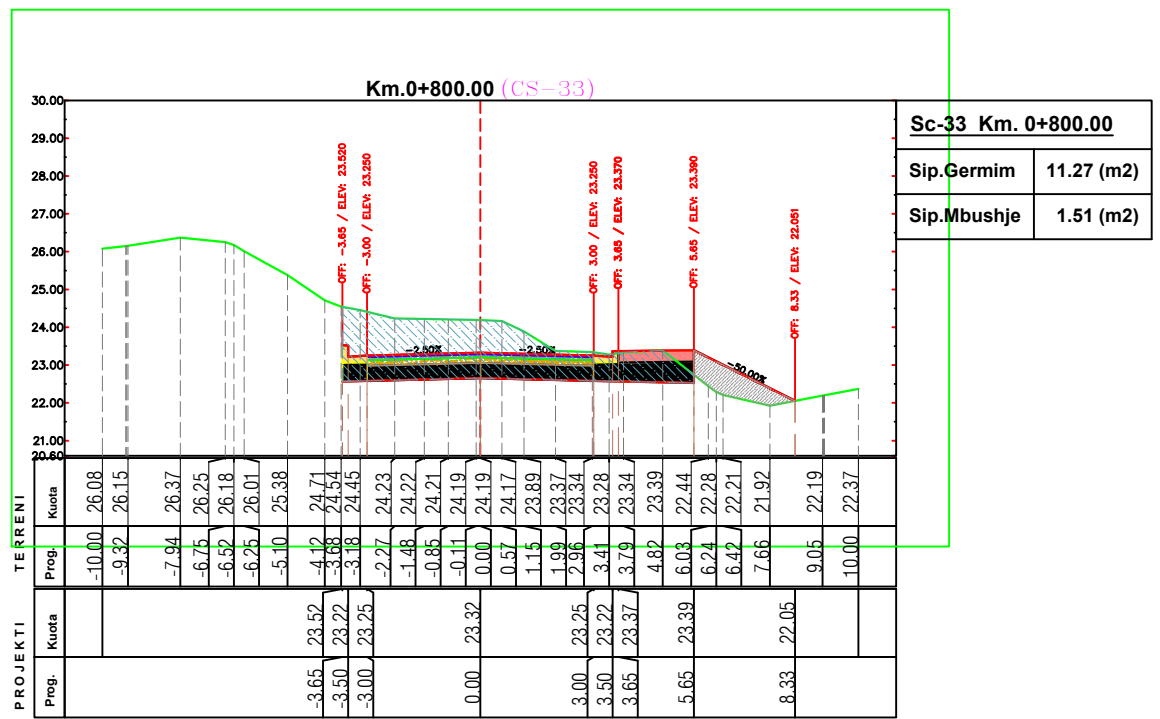 Km.0+800.00 (CS-33)
Sc-33 Km. 0+800.00
Sip.Germim 11.27 (m2)
Sip.Mbushje 1.51 (m2)
30.00
29.00
28.00
27.00
26.00
25.00
24.00
23.00
22.00
21.00
20.60
OFF: -3.65 / ELEV: 23.520
OFF: -3.00 / ELEV: 23.250
OFF: 3.00 / ELEV: 23.250
OFF: 3.65 / ELEV: 23.370
OFF: 5.65 / ELEV: 23.390
OFF: 8.33 / ELEV: 22.051
-2.50% -2.50%
-50.00%
TERRENI
Kuota 26.08 26.15 26.37 26.25 26.18 26.01 25.38 24.71 24.54 24.45 24.23 24.22 24.21 24.19 24.19 24.17 23.89 23.37 23.34 23.28 23.34 23.39 22.44 22.28 22.21 21.92 22.19 22.37
Prog. -10.00 -9.32 -7.94 -6.75 -6.52 -6.25 -5.10 -4.12 -3.68 -3.18 -2.27 -1.48 -0.85 -0.11 0.00 0.57 1.15 1.99 2.96 3.41 3.79 4.82 6.03 6.24 6.42 7.66 9.05 10.00
PROJEKTI
Kuota 23.52 23.22 23.25 23.32 23.25 23.22 23.37 23.39 22.05
Prog. -3.65 -3.50 -3.00 0.00 3.00 3.50 3.65 5.65 8.33